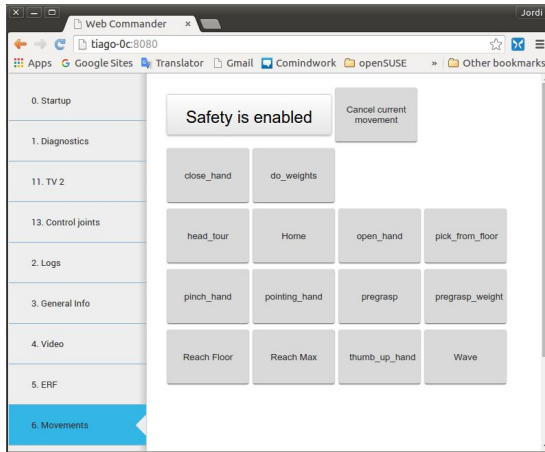 Jordi
Web Commander ×
tiago-0c:8080
Apps Google Sites Translator Gmail Comindwork openSUSE » Other bookmarks
0. Startup
1. Diagnostics
11. TV 2
13. Control joints
2. Logs
3. General Info
4. Video
5. ERF
6. Movements
Safety is enabled
Cancel current
movement
close_hand do_weights
head_tour Home open_hand pick_from_floor
pinch_hand pointing_hand pregrasp pregrasp_weight
Reach Floor Reach Max thumb_up_hand Wave